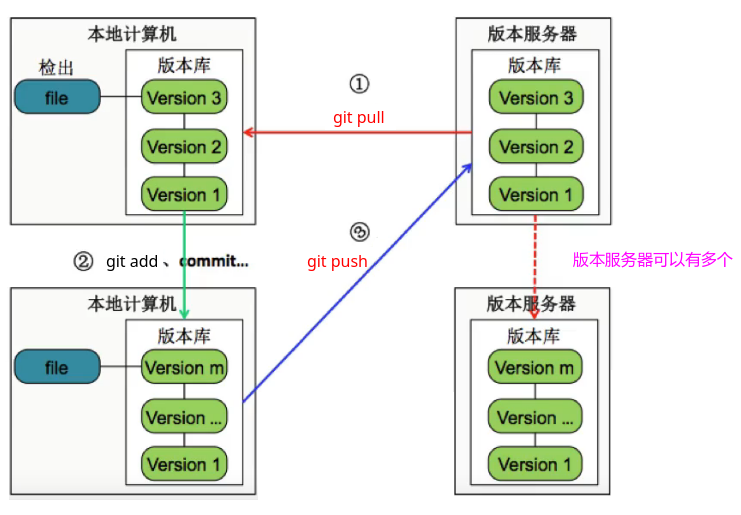 本地计算机
检出
版本库
file
Version 3
Version 2
Version 1
①
git pull
版本服务器
版本库
Version 3
Version 2
Version 1
② git add 、commit...
③
git push
版本服务器可以有多个
本地计算机
版本库
file
Version m
Version ...
Version 1
版本服务器
版本库
Version m
Version ...
Version 1